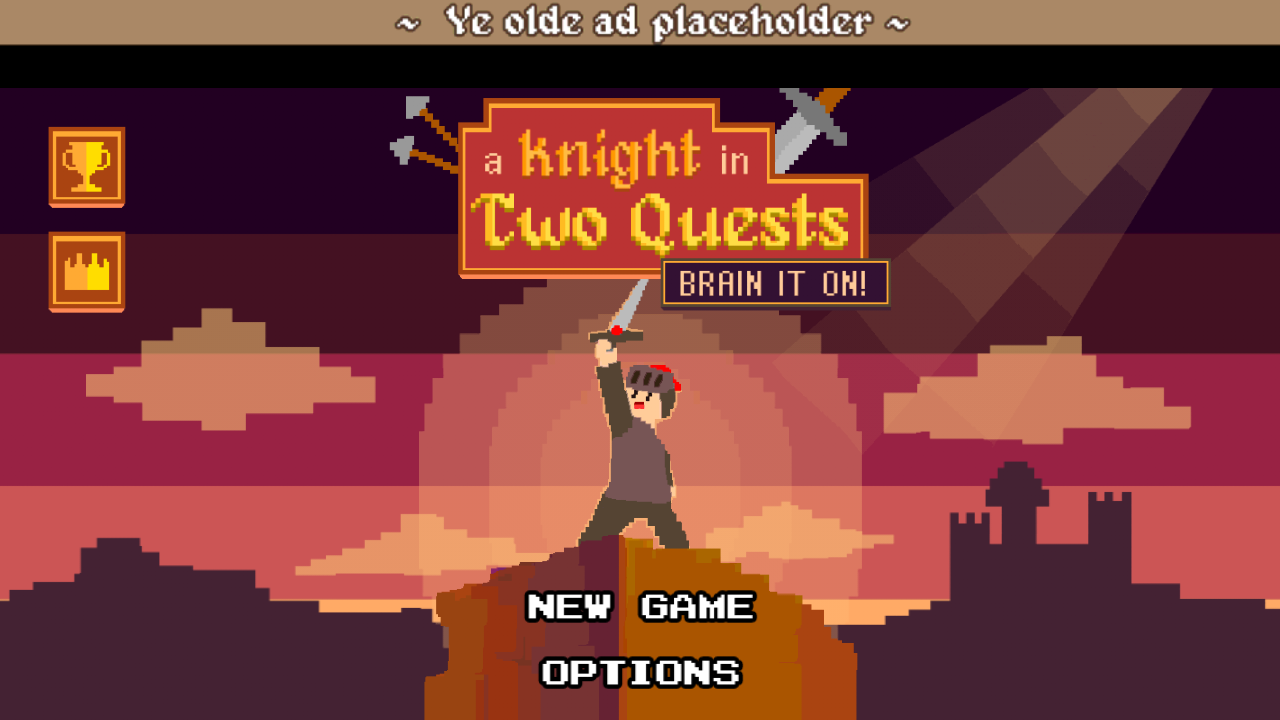 ~ Ye olde ad placeholder ~
a Knight in
Two Quests
BRAIN IT ON!
NEW GAME
OPTIONS